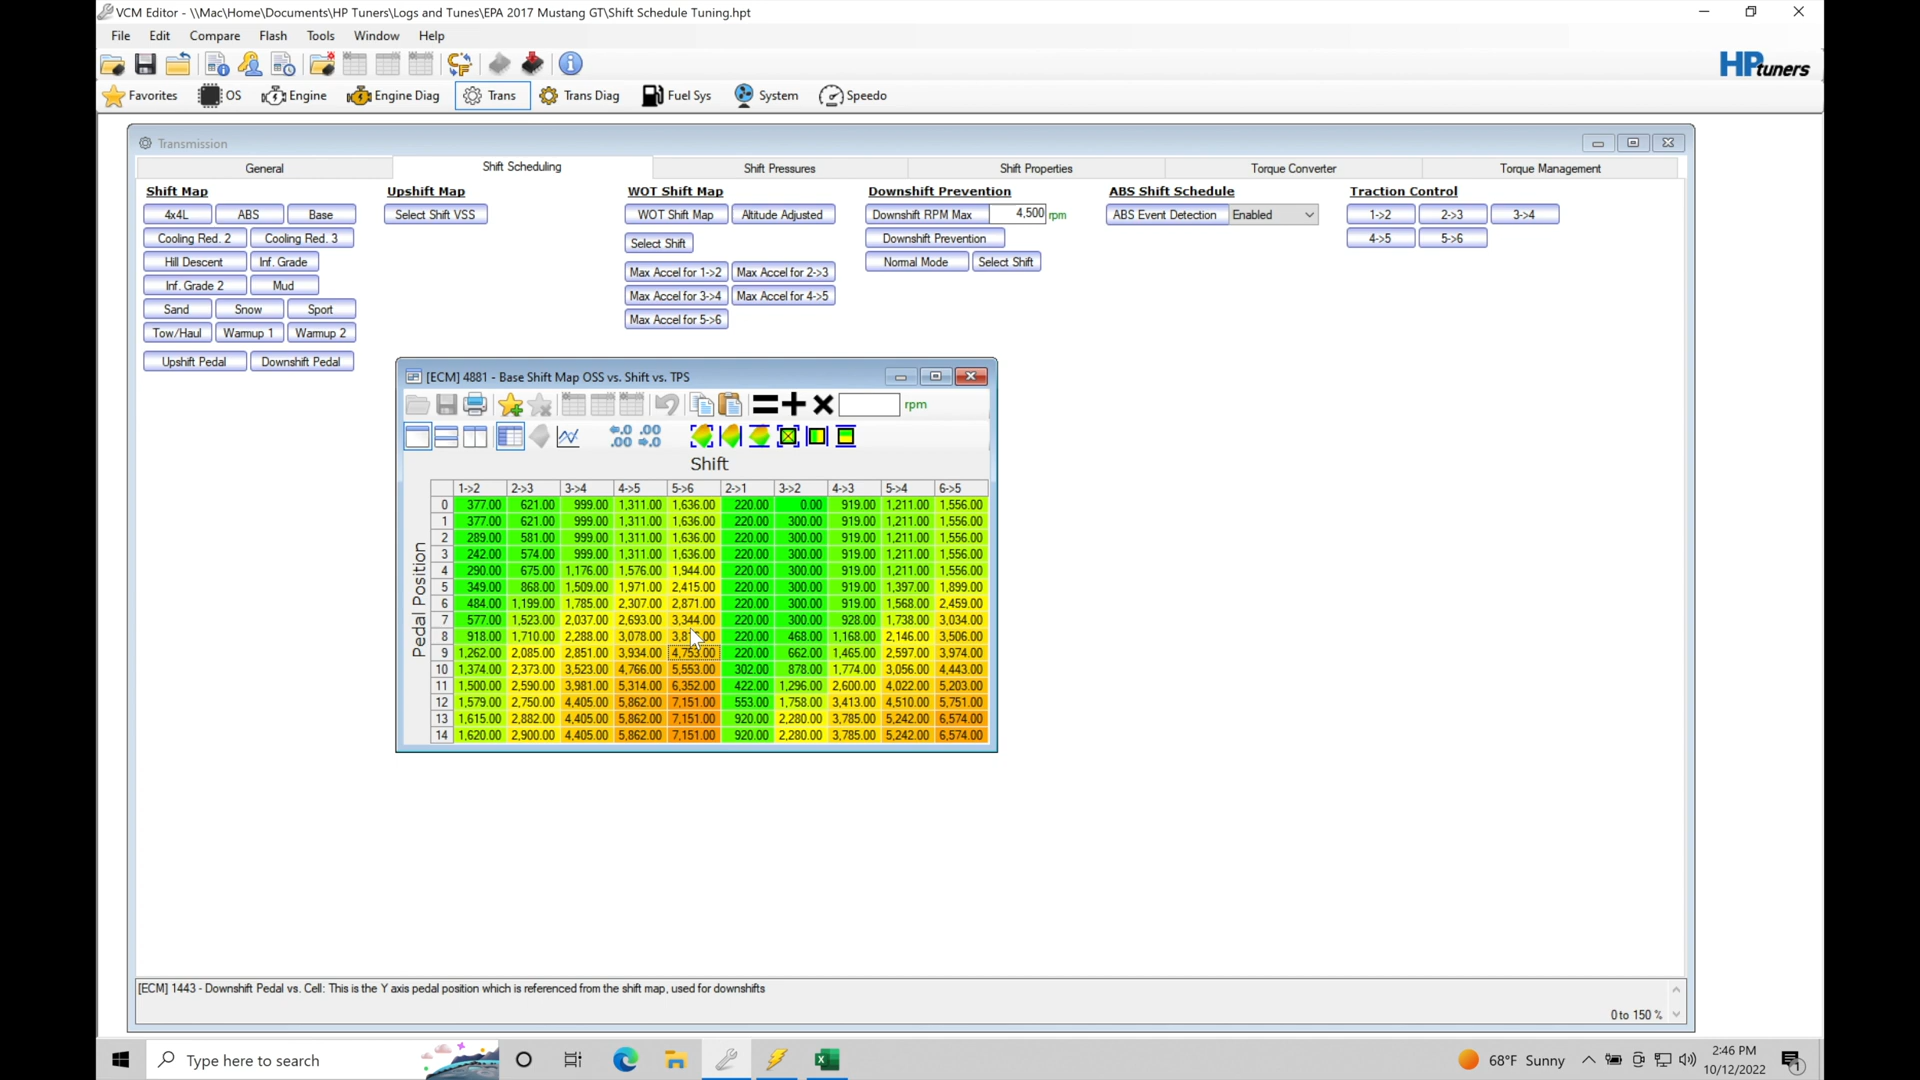 VCM Editor - \\Mac\Home\Documents\HP Tuners\Logs and Tunes\EPA 2017 Mustang GT\Shift Schedule Tuning.hpt
File Edit Compare Flash Tools Window Help
HPtuners
Favorites OS Engine Engine Diag Trans Trans Diag Fuel Sys System Speedo
Transmission
General Shift Scheduling Shift Pressures Shift Properties Torque Converter Torque Management
Shift Map Upshift Map WOT Shift Map Downshift Prevention ABS Shift Schedule Traction Control
4x4L ABS Base Select Shift VSS WOT Shift Map Altitude Adjusted Downshift RPM Max 4,500 rpm ABS Event Detection Enabled 1->2 2->3 3->4
Cooling Red. 2 Cooling Red. 3 Select Shift Downshift Prevention 4->5 5->6
Hill Descent Inf. Grade Max Accel for 1->2 Max Accel for 2->3 Normal Mode Select Shift
Inf. Grade 2 Mud Max Accel for 3->4 Max Accel for 4->5
Sand Snow Sport Max Accel for 5->6
Tow/Haul Warmup 1 Warmup 2
Upshift Pedal Downshift Pedal
[ECM] 4881 - Base Shift Map OSS vs. Shift vs. TPS
rpm
Shift
Pedal Position
1->2 2->3 3->4 4->5 5->6 2->1 3->2 4->3 5->4 6->5
0 377.00 621.00 999.00 1,311.00 1,636.00 220.00 0.00 919.00 1,211.00 1,556.00
1 377.00 621.00 999.00 1,311.00 1,636.00 220.00 300.00 919.00 1,211.00 1,556.00
2 289.00 581.00 999.00 1,311.00 1,636.00 220.00 300.00 919.00 1,211.00 1,556.00
3 242.00 574.00 999.00 1,311.00 1,636.00 220.00 300.00 919.00 1,211.00 1,556.00
4 290.00 675.00 1,176.00 1,576.00 1,944.00 220.00 300.00 919.00 1,211.00 1,556.00
5 349.00 868.00 1,509.00 1,971.00 2,415.00 220.00 300.00 919.00 1,397.00 1,899.00
6 484.00 1,199.00 1,785.00 2,307.00 2,871.00 220.00 300.00 919.00 1,568.00 2,459.00
7 577.00 1,523.00 2,037.00 2,693.00 3,344.00 220.00 300.00 928.00 1,738.00 3,034.00
8 918.00 1,710.00 2,288.00 3,078.00 220.00 468.00 1,168.00 2,146.00 3,506.00
9 1,262.00 2,085.00 2,851.00 3,934.00 4,753.00 220.00 662.00 1,465.00 2,597.00 3,974.00
10 1,374.00 2,373.00 3,523.00 4,766.00 5,553.00 302.00 878.00 1,774.00 3,056.00 4,443.00
11 1,500.00 2,590.00 3,981.00 5,314.00 6,352.00 422.00 1,296.00 2,600.00 4,022.00 5,203.00
12 1,579.00 2,750.00 4,405.00 5,862.00 7,151.00 553.00 1,758.00 3,413.00 4,510.00 5,751.00
13 1,615.00 2,882.00 4,405.00 5,862.00 7,151.00 920.00 2,280.00 3,785.00 5,242.00 6,574.00
14 1,620.00 2,900.00 4,405.00 5,862.00 7,151.00 920.00 2,280.00 3,785.00 5,242.00 6,574.00
[ECM] 1443 - Downshift Pedal vs. Cell: This is the Y axis pedal position which is referenced from the shift map, used for downshifts
0 to 150 %
Type here to search
68°F Sunny
2:46 PM
10/12/2022
1